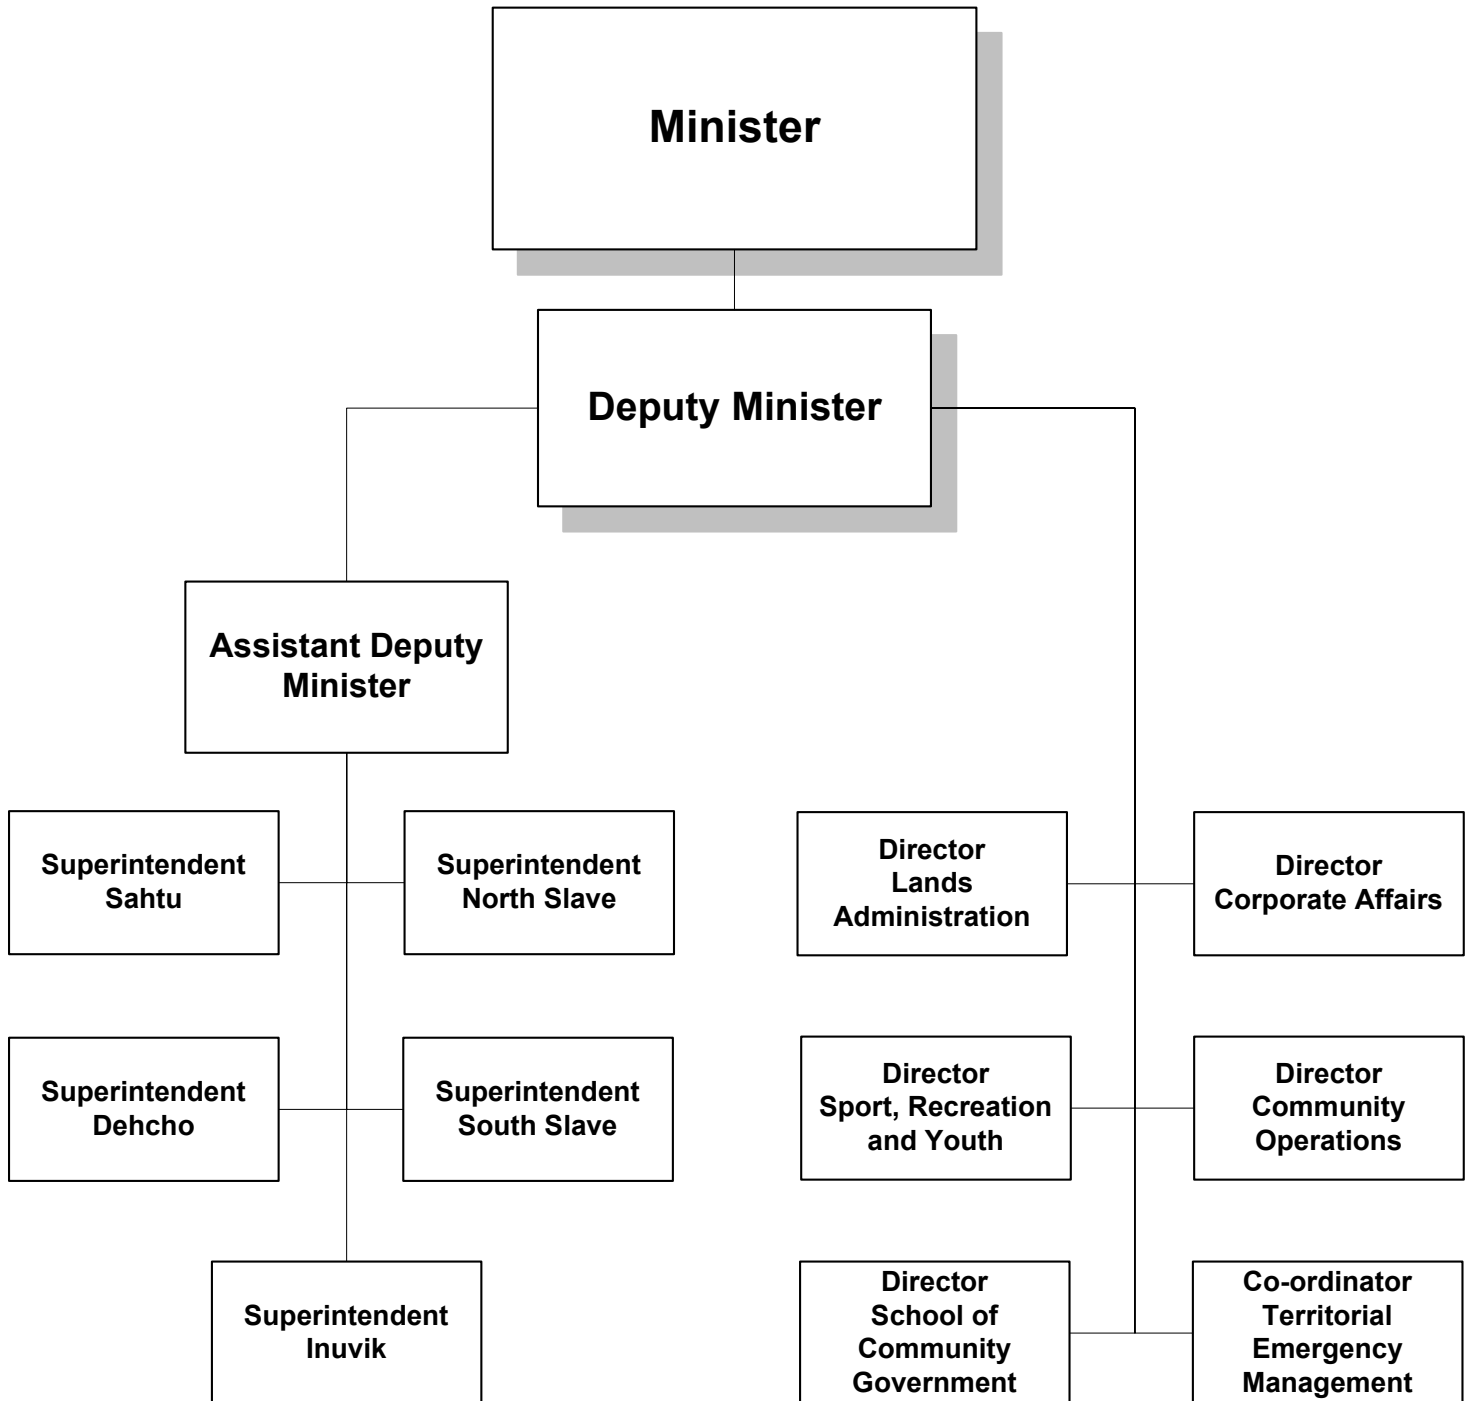 Minister
Deputy Minister
Assistant Deputy
Minister
Superintendent
Sahtu
Superintendent
North Slave
Director
Lands
Administration
Director
Corporate Affairs
Superintendent
Dehcho
Superintendent
South Slave
Director
Sport, Recreation
and Youth
Director
Community
Operations
Superintendent
Inuvik
Director
School of
Community
Government
Co-ordinator
Territorial
Emergency
Management